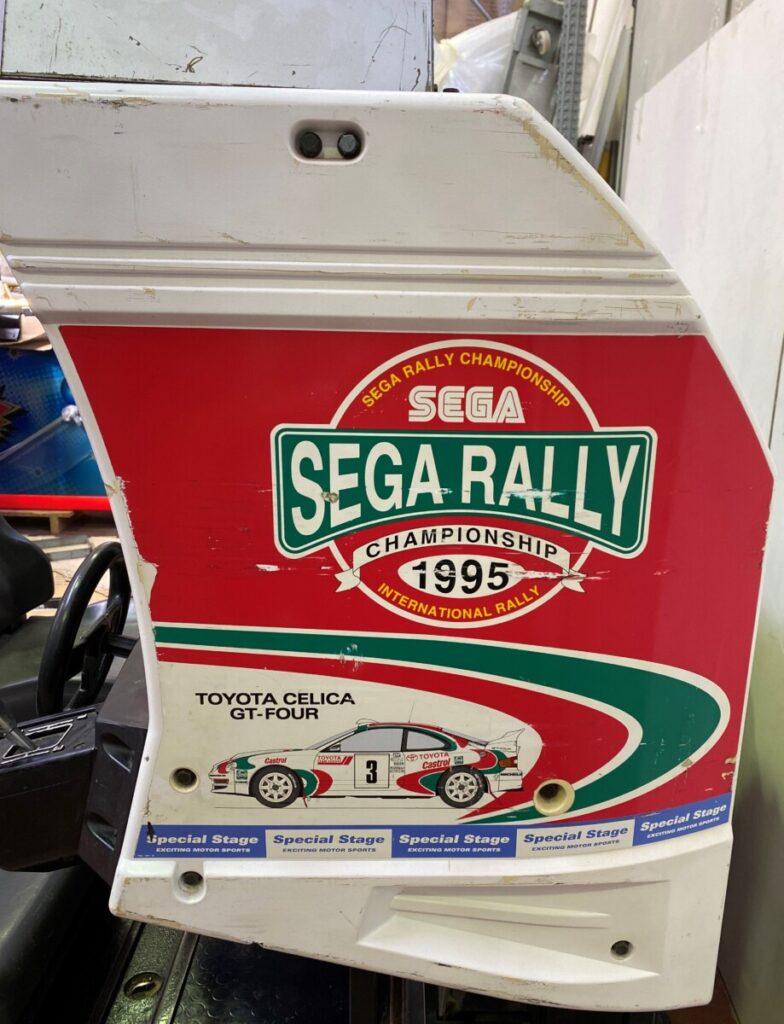 SEGA RALLY CHAMPIONSHIP
SEGA
SEGA RALLY
CHAMPIONSHIP
1995
INTERNATIONAL RALLY
TOYOTA CELICA
GT-FOUR
Castrol
TOYOTA
3
TOYOTA
Castrol
MICHELIN
Special Stage Special Stage Special Stage Special Stage Special Stage
EXCITING MOTOR SPORTS EXCITING MOTOR SPORTS EXCITING MOTOR SPORTS EXCITING MOTOR SPORTS EXCITING MOTOR SPORTS